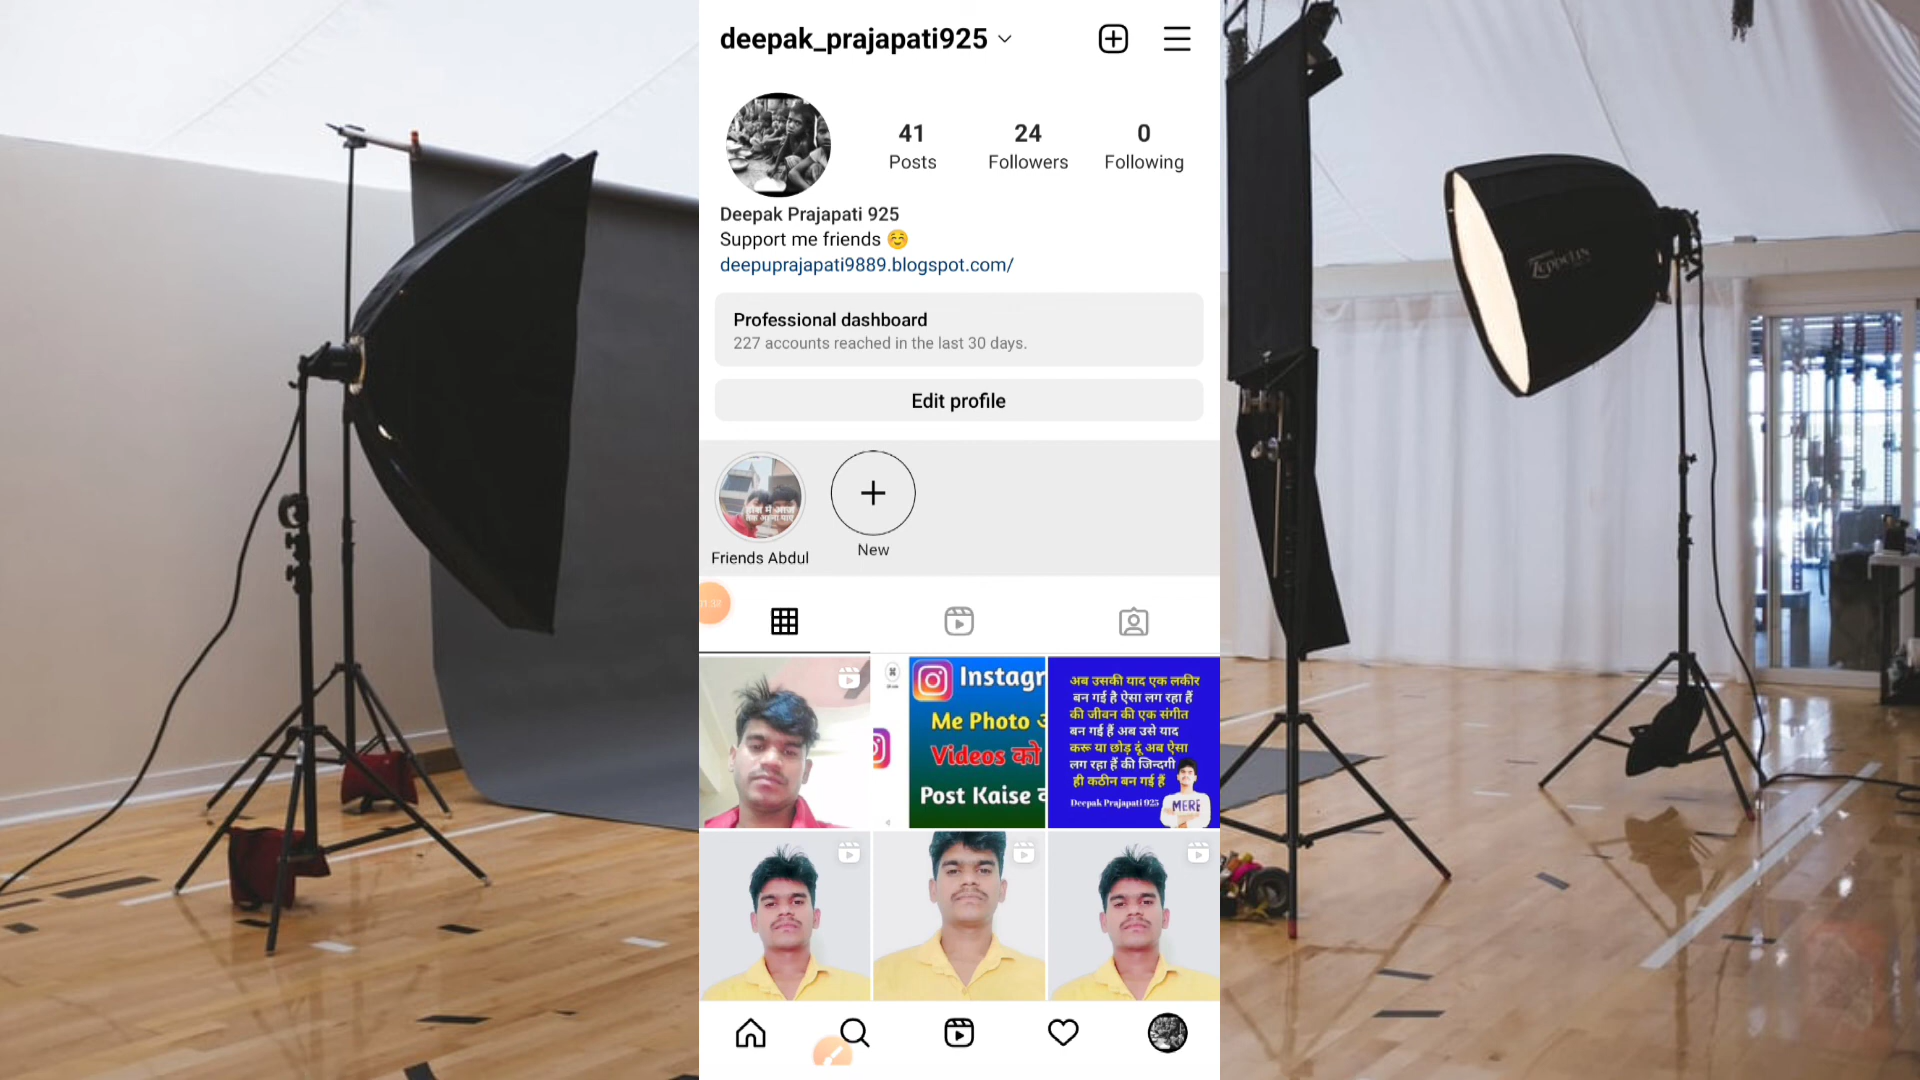 deepak_prajapati925
41 24 0
Posts Followers Following
Deepak Prajapati 925
Support me friends ☺️
deepuprajapati9889.blogspot.com/
Professional dashboard
227 accounts reached in the last 30 days.
Edit profile
Friends Abdul
New
Instagr
Me Photo
Videos को
Post Kaise
अब उसकी याद एक लकीर
बन गई है ऐसा लग रहा हैं
की जीवन की एक संगीत
बन गई हैं अब उसे याद
करू या छोड़ दूं अब ऐसा
लग रहा हैं की जिन्दगी
ही कठीन बन गई हैं
Deepak Prajapati 925
MERE
Zeppelin